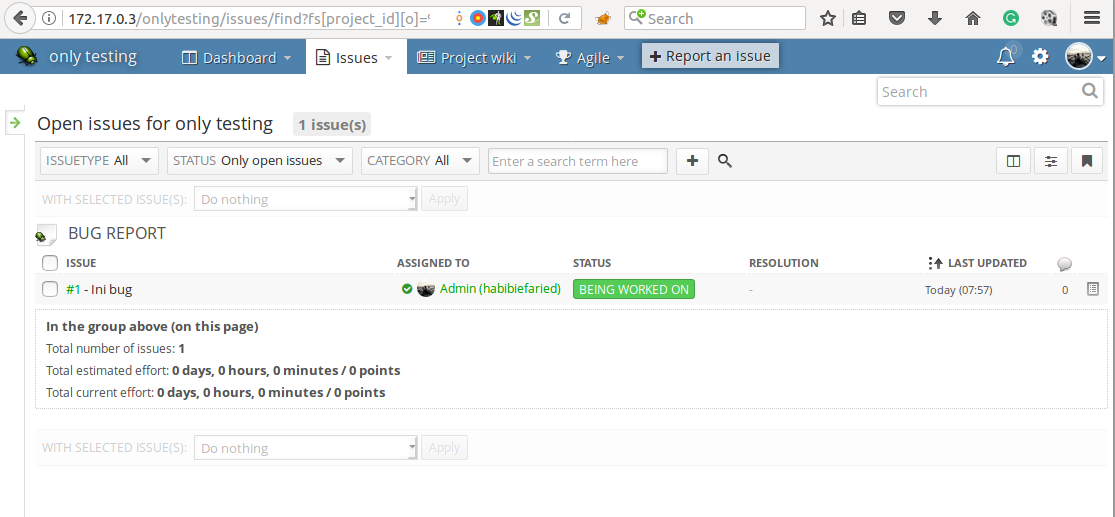 172.17.0.3/onlytesting/issues/find?fs[project_id][o]=
Search
only testing
Dashboard
Issues
Project wiki
Agile
+ Report an issue
0
Search
Open issues for only testing
1 issue(s)
ISSUETYPE All
STATUS Only open issues
CATEGORY All
Enter a search term here
WITH SELECTED ISSUE(S):
Do nothing
Apply
BUG REPORT
ISSUE
ASSIGNED TO
STATUS
RESOLUTION
LAST UPDATED
#1 - Ini bug
Admin (habibiefaried)
BEING WORKED ON
-
Today (07:57)
0
In the group above (on this page)
Total number of issues: 1
Total estimated effort: 0 days, 0 hours, 0 minutes / 0 points
Total current effort: 0 days, 0 hours, 0 minutes / 0 points
WITH SELECTED ISSUE(S):
Do nothing
Apply